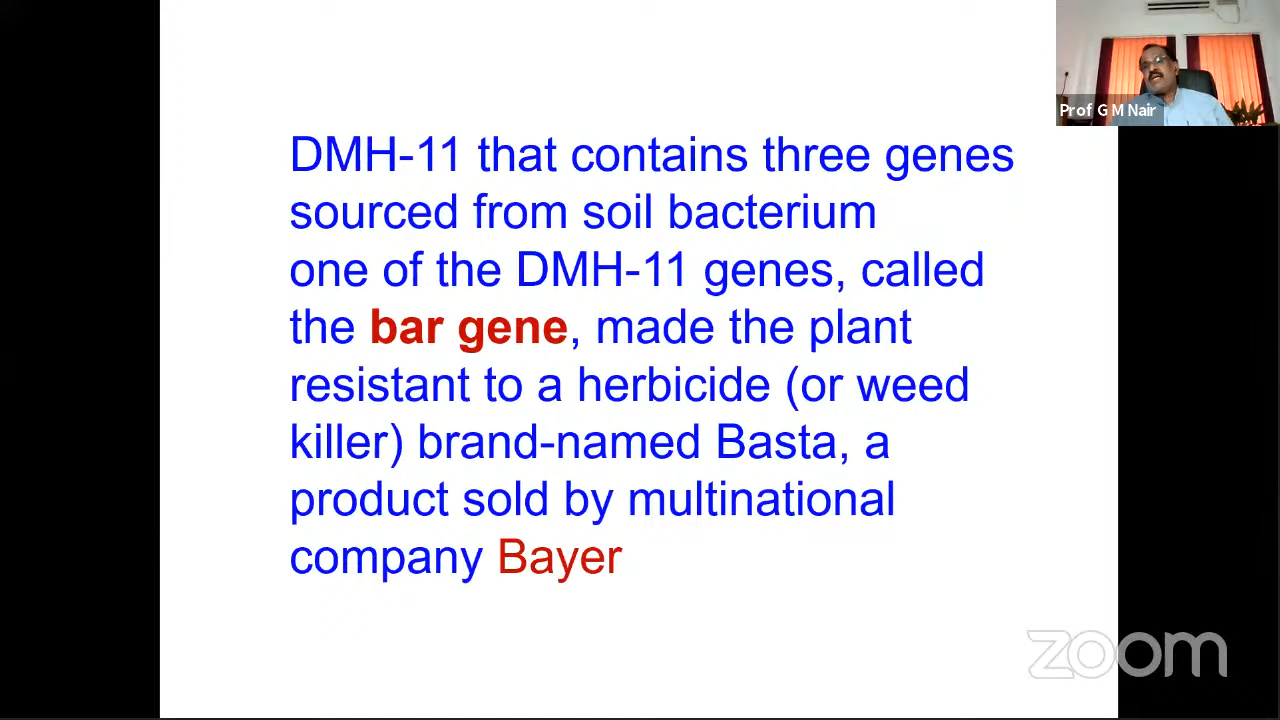 Prof G M Nair
DMH-11 that contains three genes
sourced from soil bacterium
one of the DMH-11 genes, called
the bar gene, made the plant
resistant to a herbicide (or weed
killer) brand-named Basta, a
product sold by multinational
company Bayer
zoom